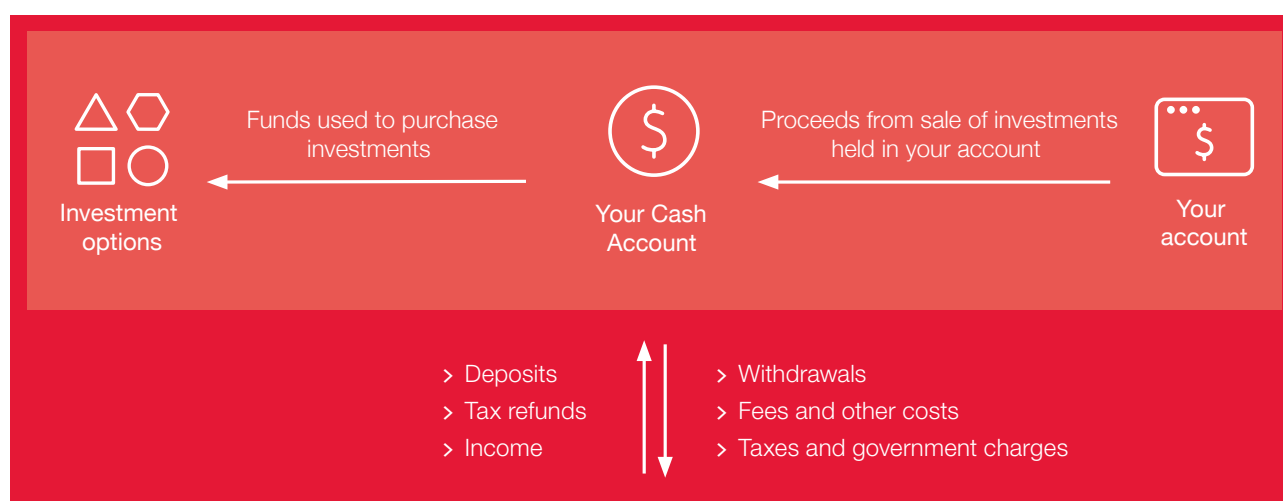 Funds used to purchase
investments
Proceeds from sale of investments
held in your account
$
$
Investment
options
Your Cash
Account
Your
account
> Deposits
> Tax refunds
> Income
> Withdrawals
> Fees and other costs
> Taxes and government charges